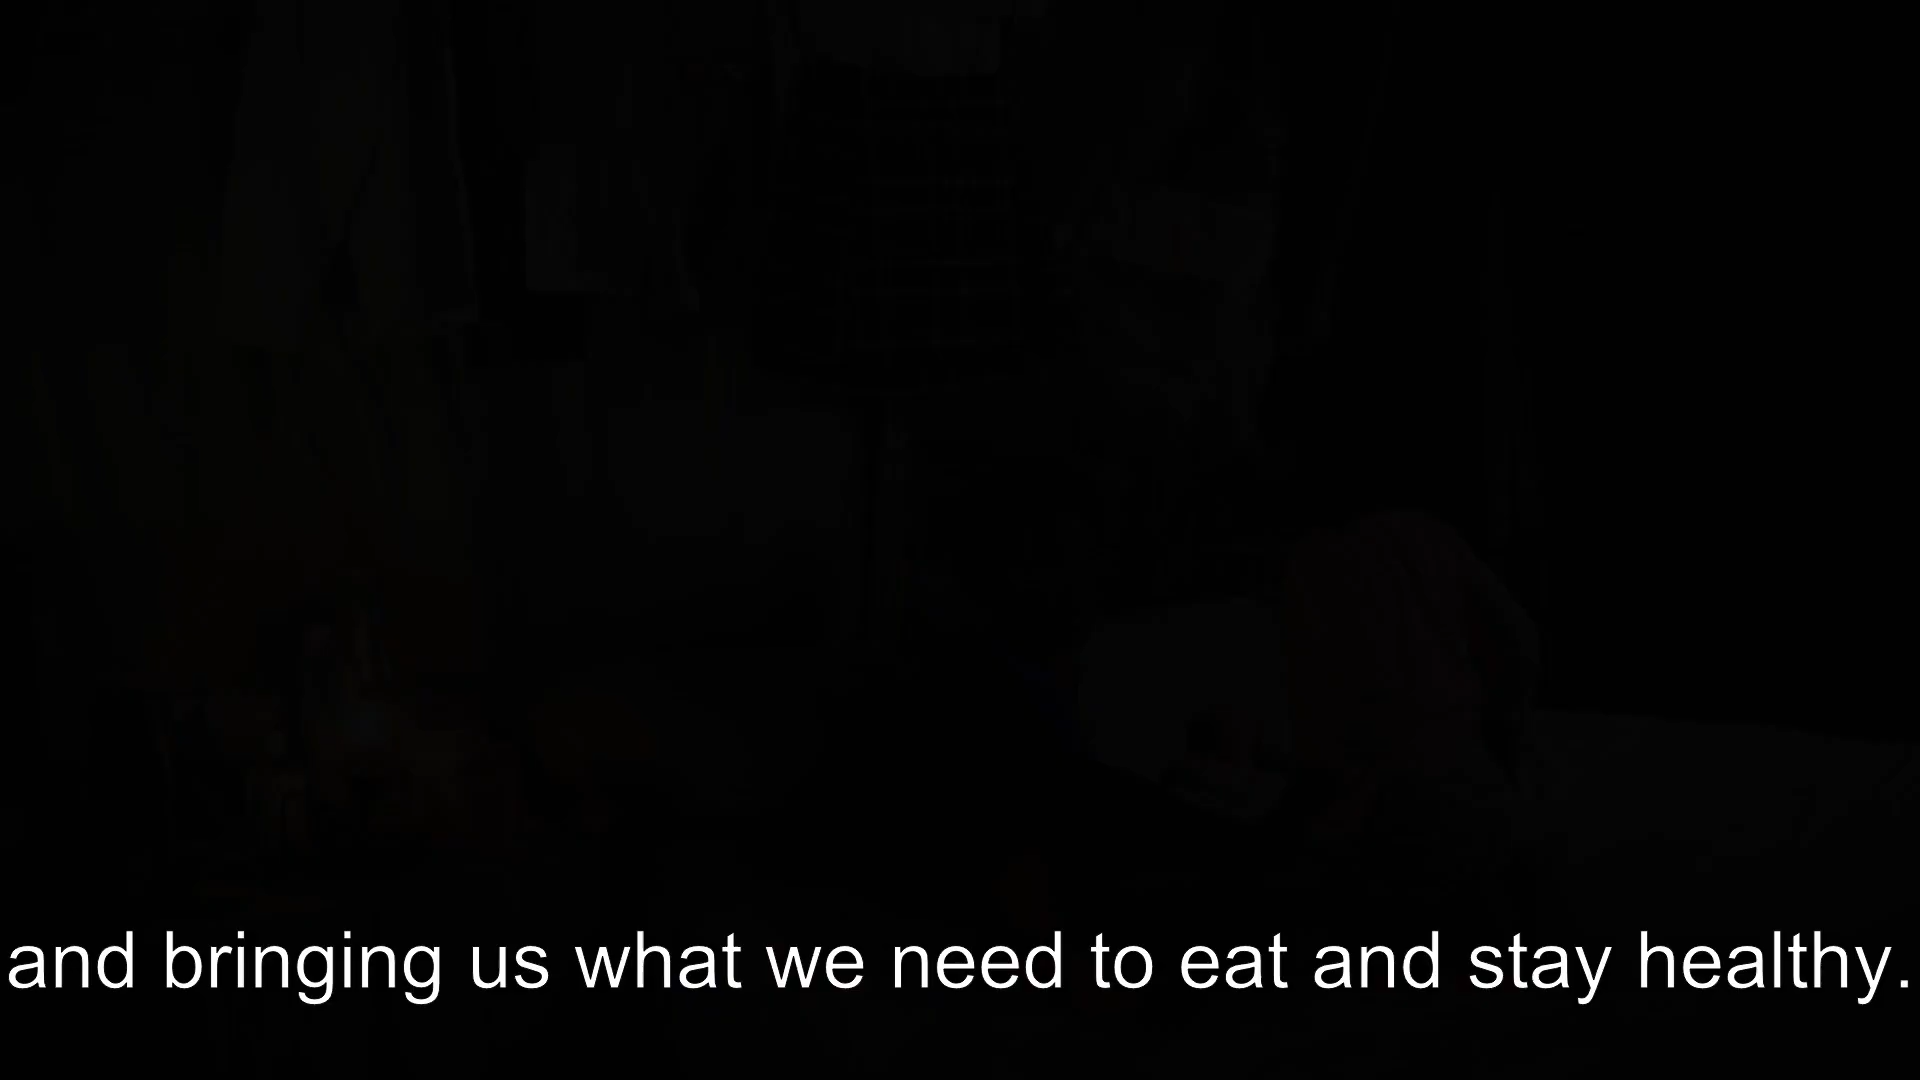 and bringing us what we need to eat and stay healthy.